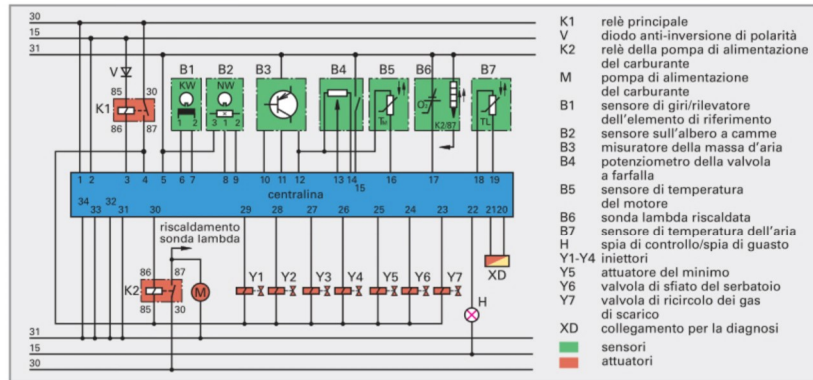 30
15
31
K1 relè principale
V diodo anti-inversione di polarità
K2 relè della pompa di alimentazione
del carburante
M pompa di alimentazione
del carburante
B1 sensore di giri/rilevatore
dell'elemento di riferimento
B2 sensore sull'albero a camme
B3 misuratore della massa d'aria
B4 potenziometro della valvola
a farfalla
B5 sensore di temperatura
del motore
B6 sonda lambda riscaldata
B7 sensore di temperatura dell'aria
H spia di controllo/spia di guasto
Y1-Y4 iniettori
Y5 attuatore del minimo
Y6 valvola di sfiato del serbatoio
Y7 valvola di ricircolo dei gas
di scarico
XD collegamento per la diagnosi
sensori
attuatori
V B1 B2 B3 B4 B5 B6 B7
KW NW
85 30
K1
86 87
1 2 3 1 2
TL
K2/87
1 2 3 4 5 6 7 8 9 10 11 12 13 14 15 16 17 18 19
centralina
34 33 32 31 30 29 28 27 26 25 24 23 22 21 20
riscaldamento
sonda lambda
86 87
K2 M Y1 Y2 Y3 Y4 Y5 Y6 Y7 XD
85 30
H
31
15
30